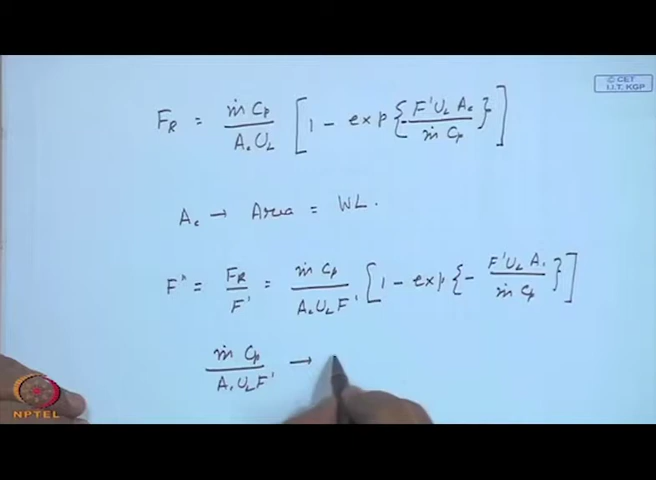 © CET
I.I.T. KGP
F_R = ṁ C_p / A_c U_L [ 1 - exp { - F' U_L A_c / ṁ C_p } ]
A_c → Area = WL.
F" = F_R / F' = ṁ C_p / A_c U_L F' [ 1 - exp { - F' U_L A_c / ṁ C_p } ]
ṁ C_p / A_c U_L F' →
NPTEL